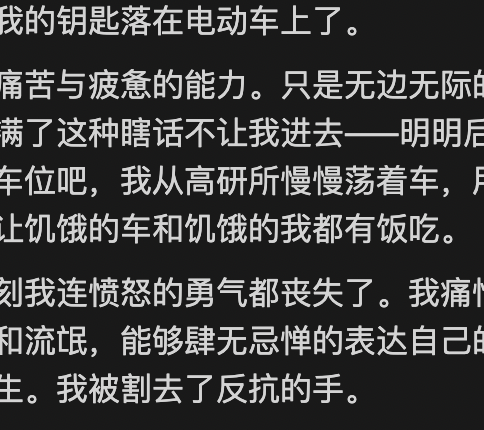 我的钥匙落在电动车上了。
痛苦与疲惫的能力。只是无边无际的
满了这种瞎话不让我进去——明明后
车位吧，我从高研所慢慢荡着车，用
让饥饿的车和饥饿的我都有饭吃。
刻我连愤怒的勇气都丧失了。我痛恨
和流氓，能够肆无忌惮的表达自己的
生。我被割去了反抗的手。